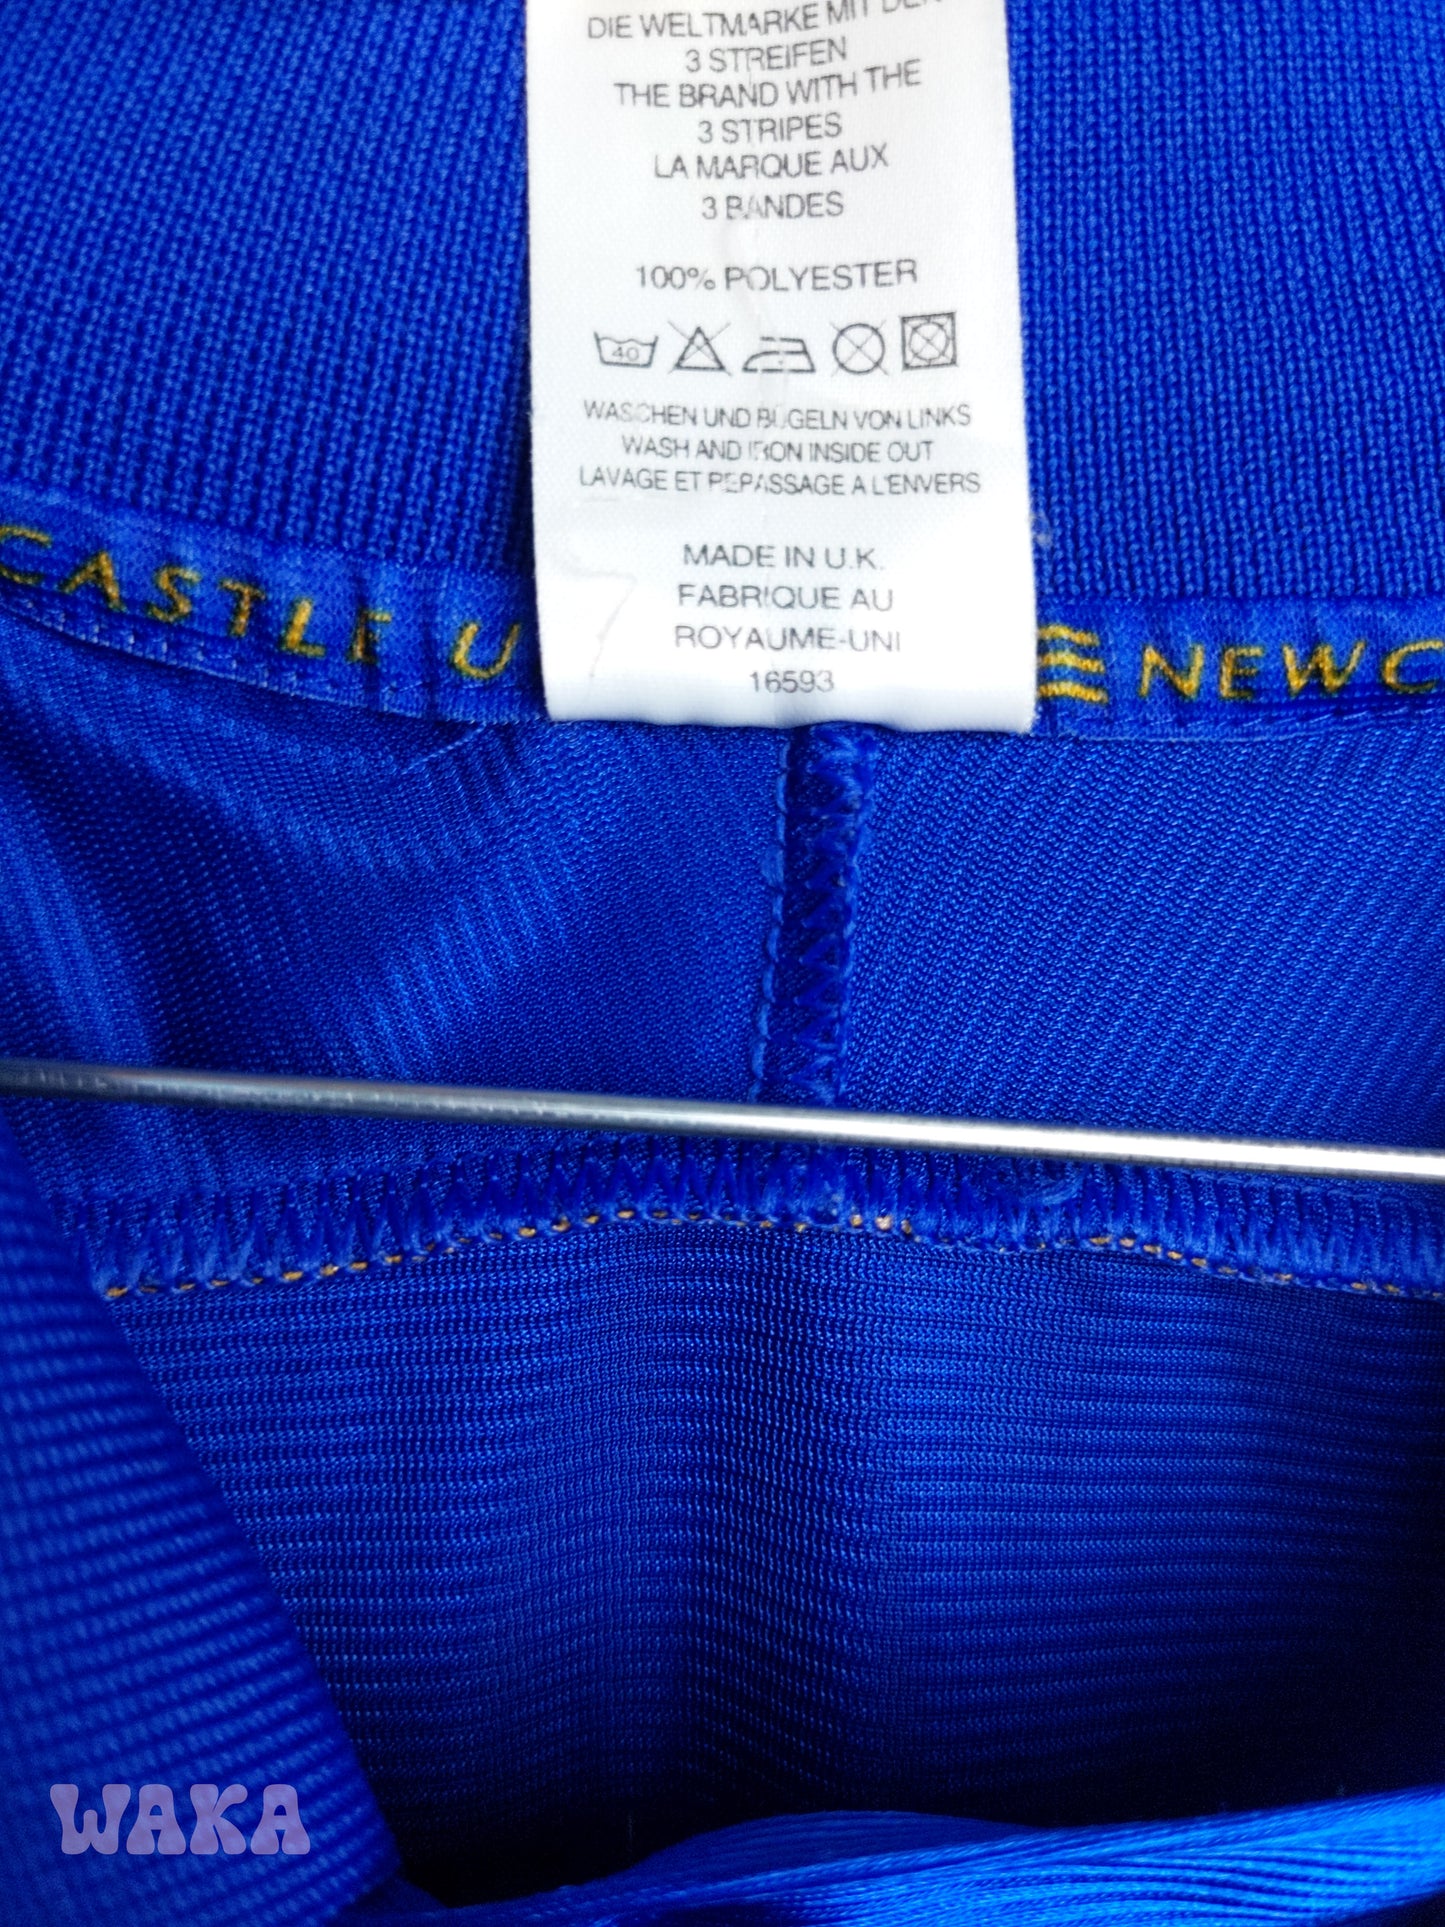 DIE WELTMARKE MIT DEN
3 STREIFEN
THE BRAND WITH THE
3 STRIPES
LA MARQUE AUX
3 BANDES
100% POLYESTER
40
WASCHEN UND BÜGELN VON LINKS
WASH AND IRON INSIDE OUT
LAVAGE ET REPASSAGE A L'ENVERS
MADE IN U.K.
FABRIQUE AU
ROYAUME-UNI
16593
CASTLE U
NEWC
WAKA